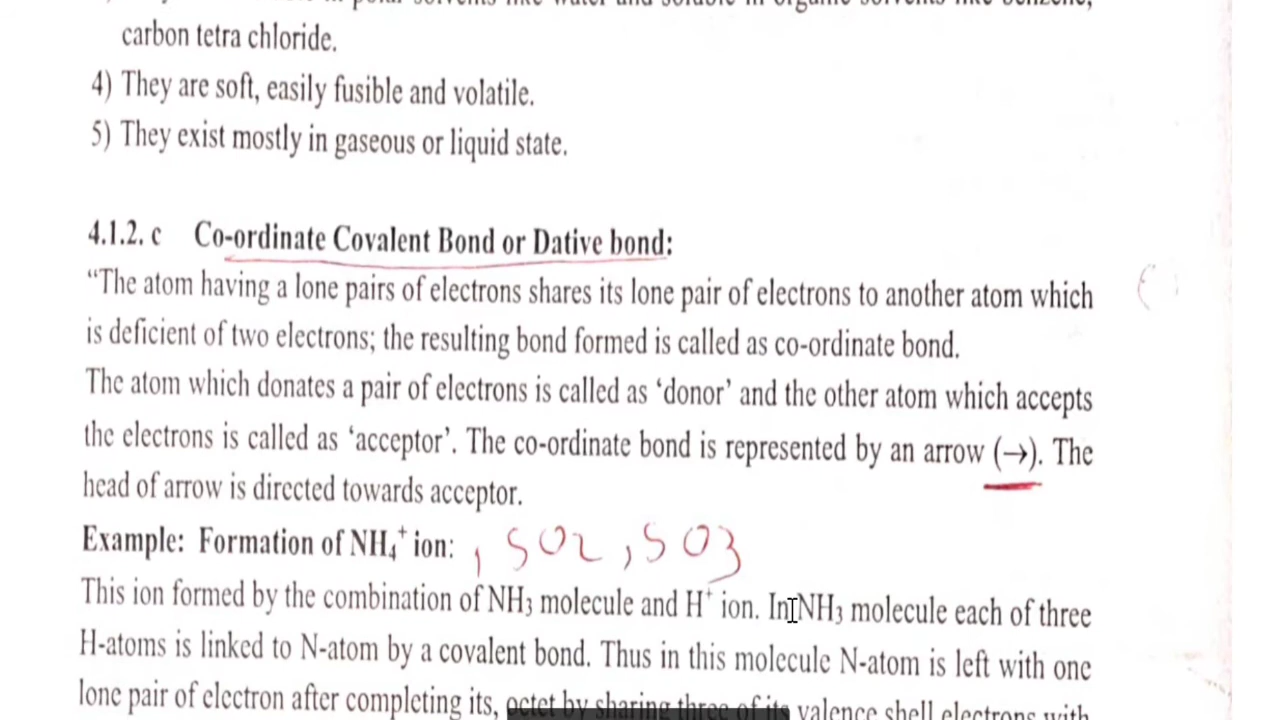 carbon tetra chloride.
4) They are soft, easily fusible and volatile.
5) They exist mostly in gaseous or liquid state.
4.1.2. c Co-ordinate Covalent Bond or Dative bond:
“The atom having a lone pairs of electrons shares its lone pair of electrons to another atom which
is deficient of two electrons; the resulting bond formed is called as co-ordinate bond.
The atom which donates a pair of electrons is called as ‘donor’ and the other atom which accepts
the electrons is called as ‘acceptor’. The co-ordinate bond is represented by an arrow (→). The
head of arrow is directed towards acceptor.
Example: Formation of NH₄⁺ ion: , SO2, SO3
This ion formed by the combination of NH₃ molecule and H⁺ ion. In NH₃ molecule each of three
H-atoms is linked to N-atom by a covalent bond. Thus in this molecule N-atom is left with one
lone pair of electron after completing its, octet by sharing three of its valence shell electrons with